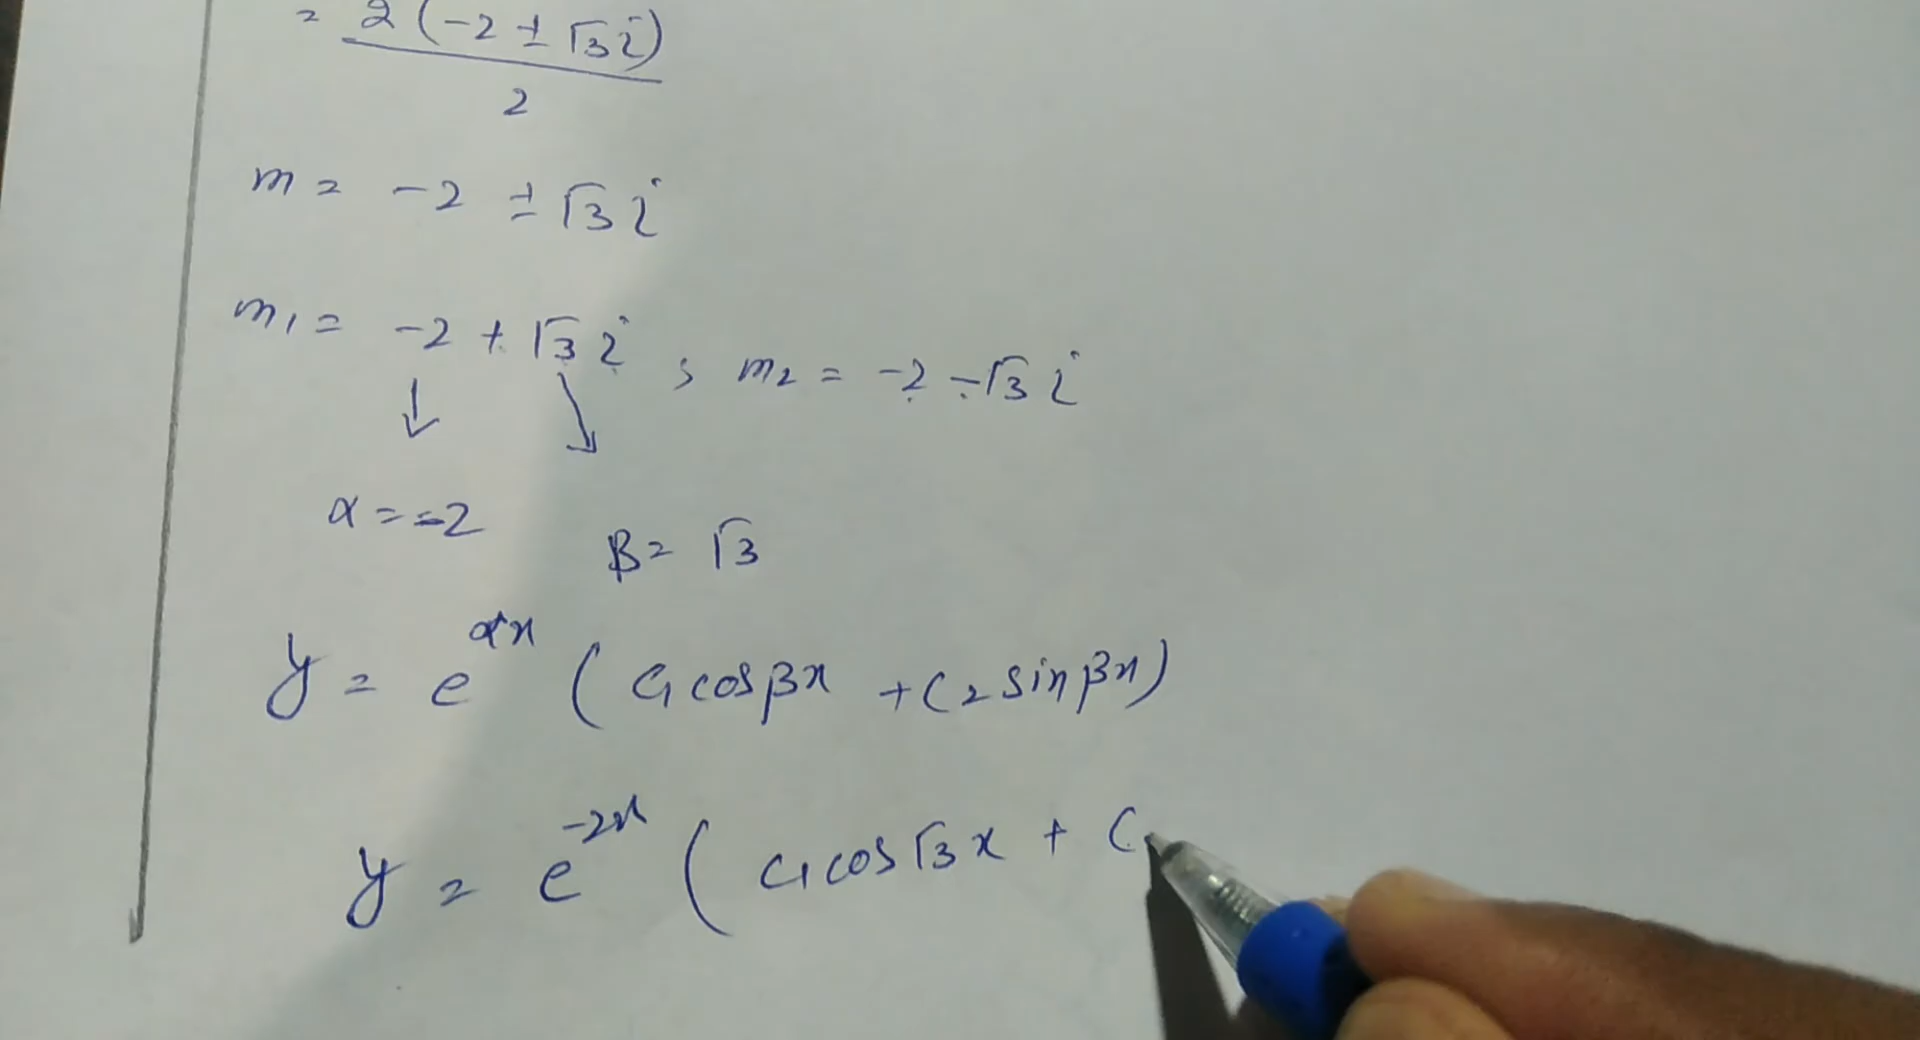 = 2(-2 ± √3 i)
2
m = -2 ± √3 i
m1 = -2 + √3 i ; m2 = -2 - √3 i
α = -2 β = √3
y = e^αx (C1 cos βx + C2 sin βx)
y = e^-2x (C1 cos √3 x + C